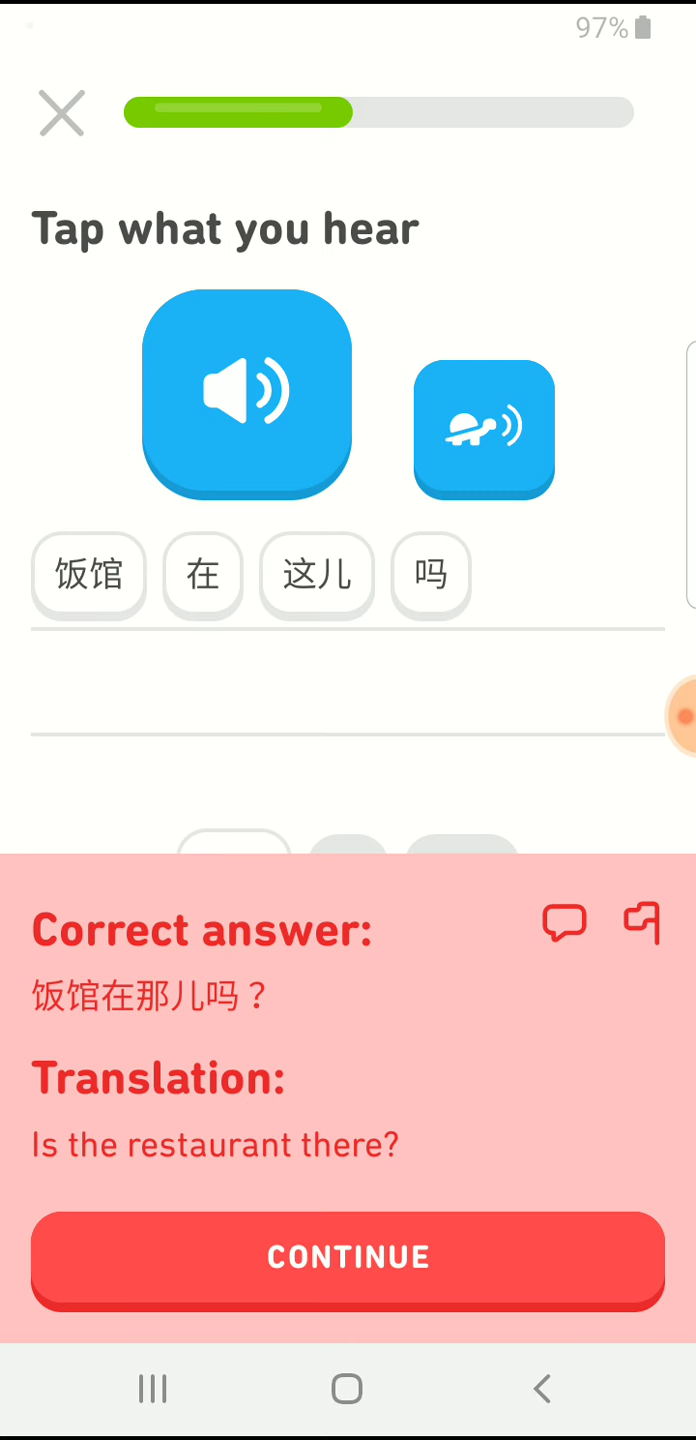 97%
Tap what you hear
饭馆 在 这儿 吗
Correct answer:
饭馆在那儿吗？
Translation:
Is the restaurant there?
CONTINUE